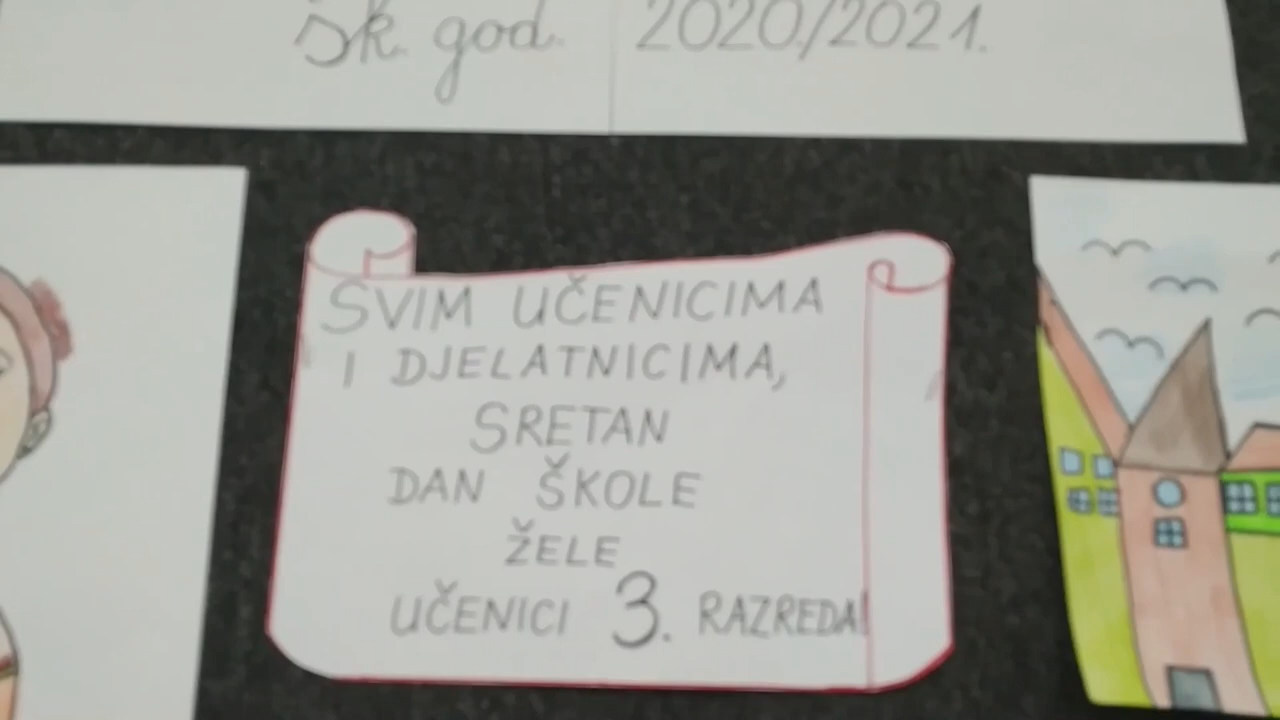 šk. god. 2020./2021.
SVIM UČENICIMA
I DJELATNICIMA,
SRETAN
DAN ŠKOLE
ŽELE
UČENICI 3. RAZREDA!